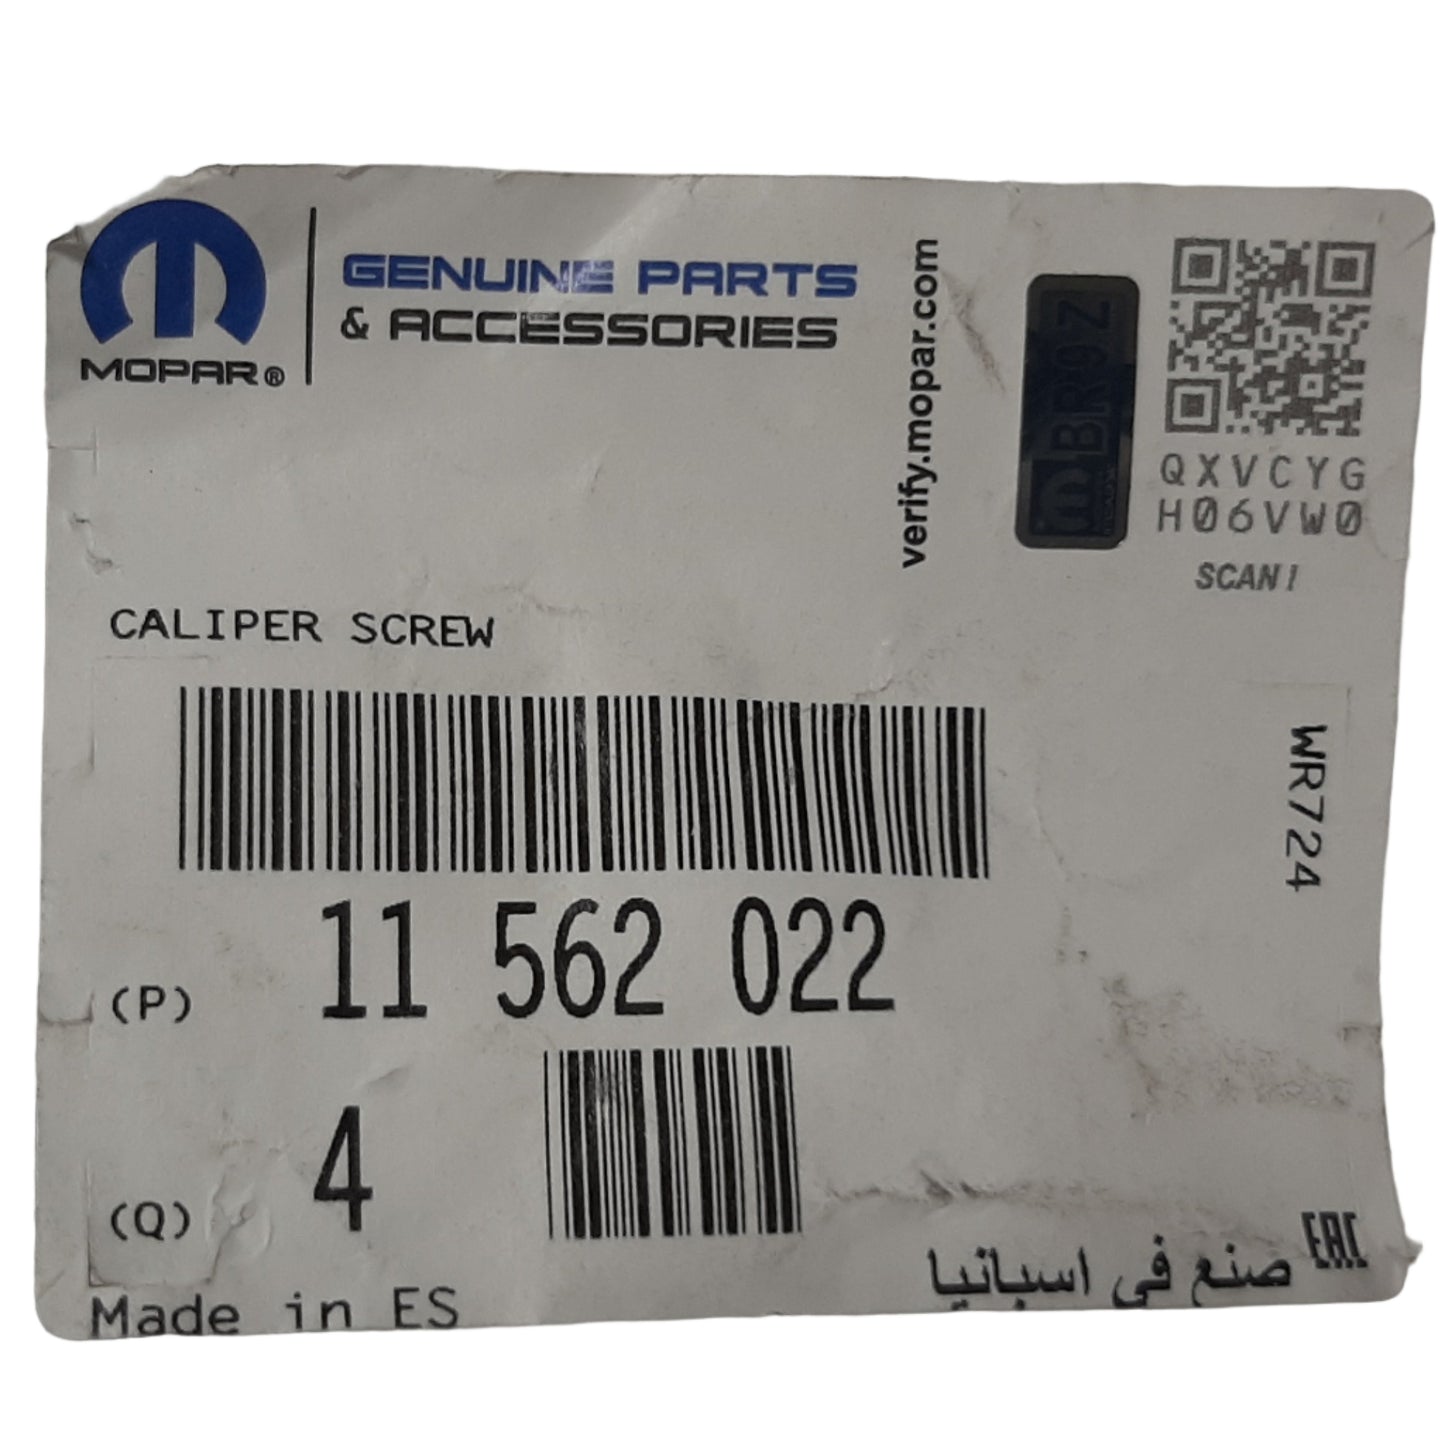 MOPAR®
GENUINE PARTS
& ACCESSORIES
verify.mopar.com
BR9Z
QXVCYG
H06VW0
SCAN!
CALIPER SCREW
WR724
(P) 11 562 022
(Q) 4
Made in ES
صنع في اسبانيا
EAC